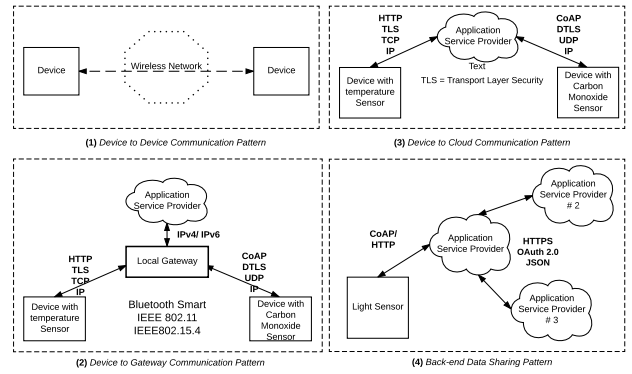 Device
Wireless Network
Device
(1) Device to Device Communication Pattern
HTTP
TLS
TCP
IP
Application
Service Provider
CoAP
DTLS
UDP
IP
Text
TLS = Transport Layer Security
Device with
temperature
Sensor
Device with
Carbon
Monoxide
Sensor
(3) Device to Cloud Communication Pattern
Application
Service Provider
IPv4/ IPv6
Local Gateway
HTTP
TLS
TCP
IP
CoAP
DTLS
UDP
IP
Device with
temperature
Sensor
Bluetooth Smart
IEEE 802.11
IEEE802.15.4
Device with
Carbon
Monoxide
Sensor
(2) Device to Gateway Communication Pattern
Application
Service Provider
# 2
CoAP/
HTTP
Application
Service Provider
HTTPS
OAuth 2.0
JSON
Light Sensor
Application
Service Provider
# 3
(4) Back-end Data Sharing Pattern